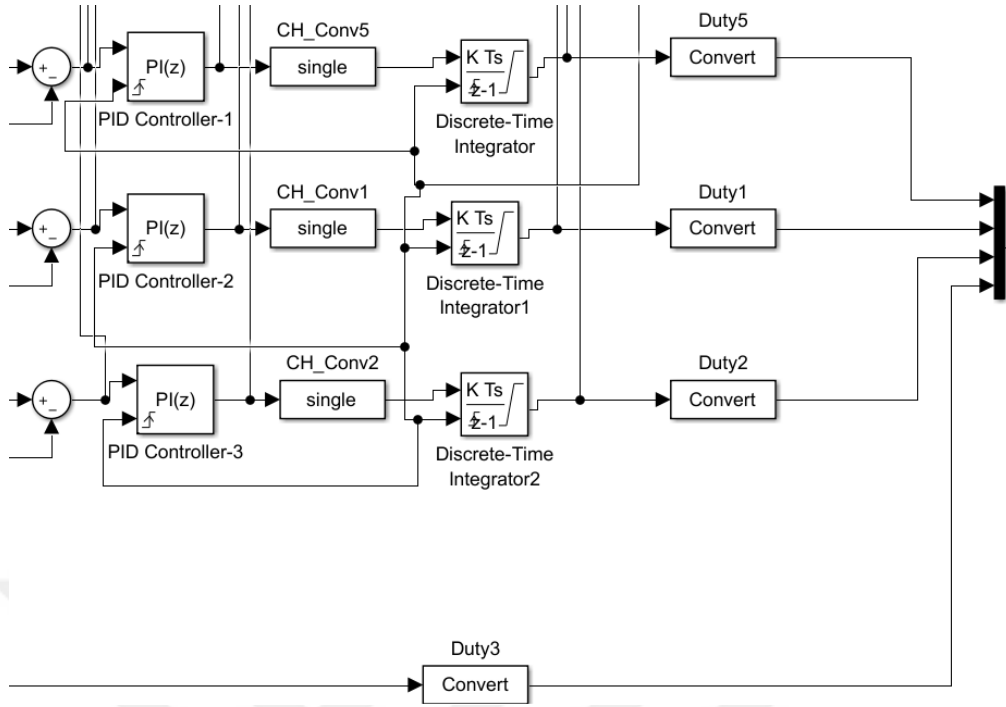 CH_Conv5
Duty5
+
−
PI(z)
single
K Ts
z-1
Convert
PID Controller-1
Discrete-Time
Integrator
CH_Conv1
Duty1
+
−
PI(z)
single
K Ts
z-1
Convert
PID Controller-2
Discrete-Time
Integrator1
CH_Conv2
Duty2
+
−
PI(z)
single
K Ts
z-1
Convert
PID Controller-3
Discrete-Time
Integrator2
Duty3
Convert